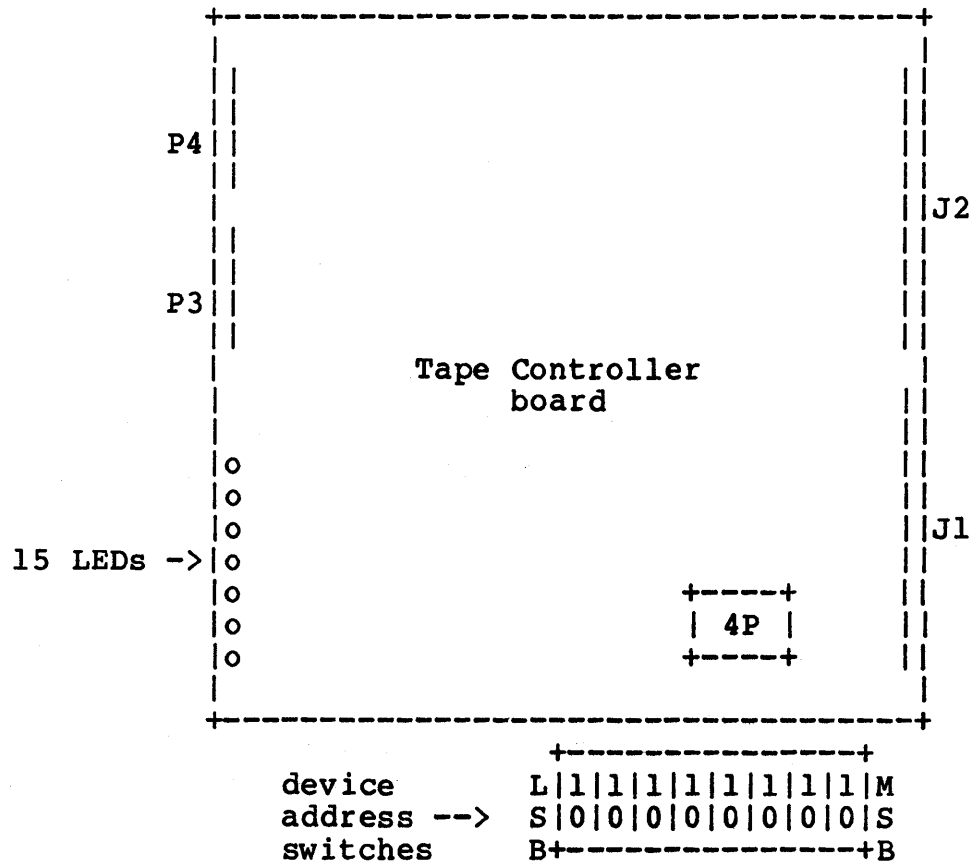 P4
J2
P3
Tape Controller
board
J1
15 LEDs ->
4P
device L|1|1|1|1|1|1|1|1|M
address --> S|0|0|0|0|0|0|0|0|S
switches B+---------------+B